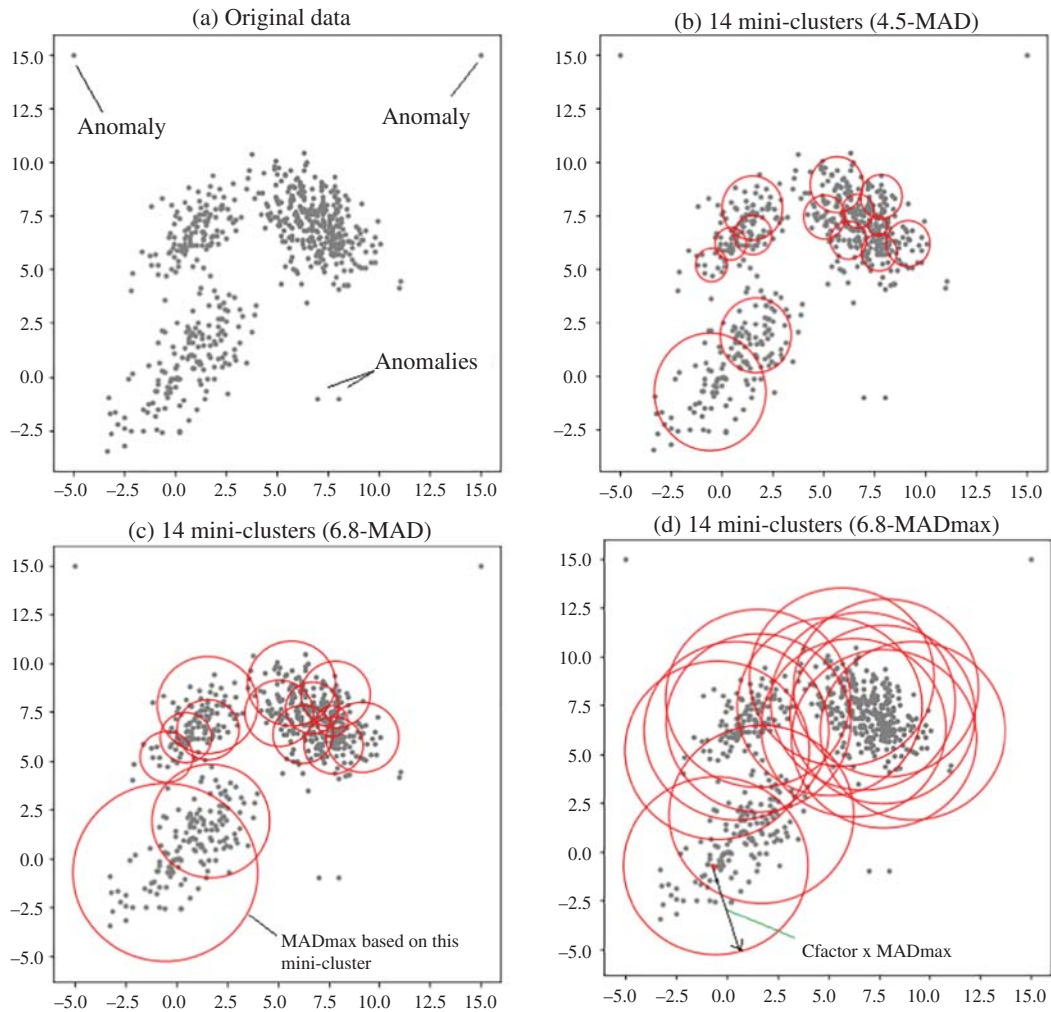 (a) Original data
15.0
12.5
10.0
7.5
5.0
2.5
0.0
−2.5
−5.0 −2.5 0.0 2.5 5.0 7.5 10.0 12.5 15.0
Anomaly
Anomaly
Anomalies
(b) 14 mini-clusters (4.5-MAD)
15.0
12.5
10.0
7.5
5.0
2.5
0.0
−2.5
−5.0 −2.5 0.0 2.5 5.0 7.5 10.0 12.5 15.0
(c) 14 mini-clusters (6.8-MAD)
15.0
12.5
10.0
7.5
5.0
2.5
0.0
−2.5
−5.0
−5.0 −2.5 0.0 2.5 5.0 7.5 10.0 12.5 15.0
MADmax based on this
mini-cluster
(d) 14 mini-clusters (6.8-MADmax)
15.0
12.5
10.0
7.5
5.0
2.5
0.0
−2.5
−5.0
−5.0 −2.5 0.0 2.5 5.0 7.5 10.0 12.5 15.0
Cfactor x MADmax